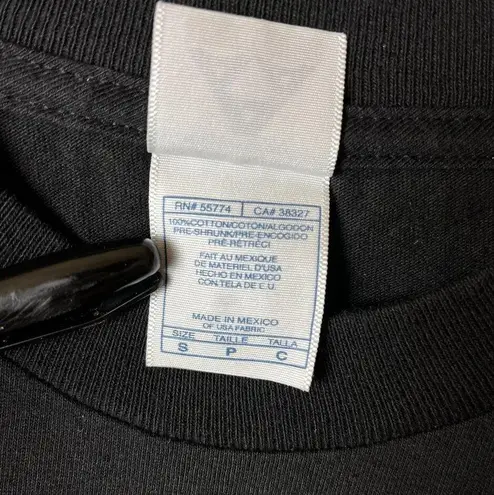 RN# 55774 CA# 38327
100%COTTON/COTON/ALGODON
PRE-SHRUNK/PRE-ENCOGIDO
PRÉ-RÉTRÉCI
FAIT AU MEXIQUE
DE MATERIEL D'USA
HECHO EN MEXICO
CON TELA DE E.U.
MADE IN MEXICO
OF USA FABRIC
SIZE TAILLE TALLA
S P C